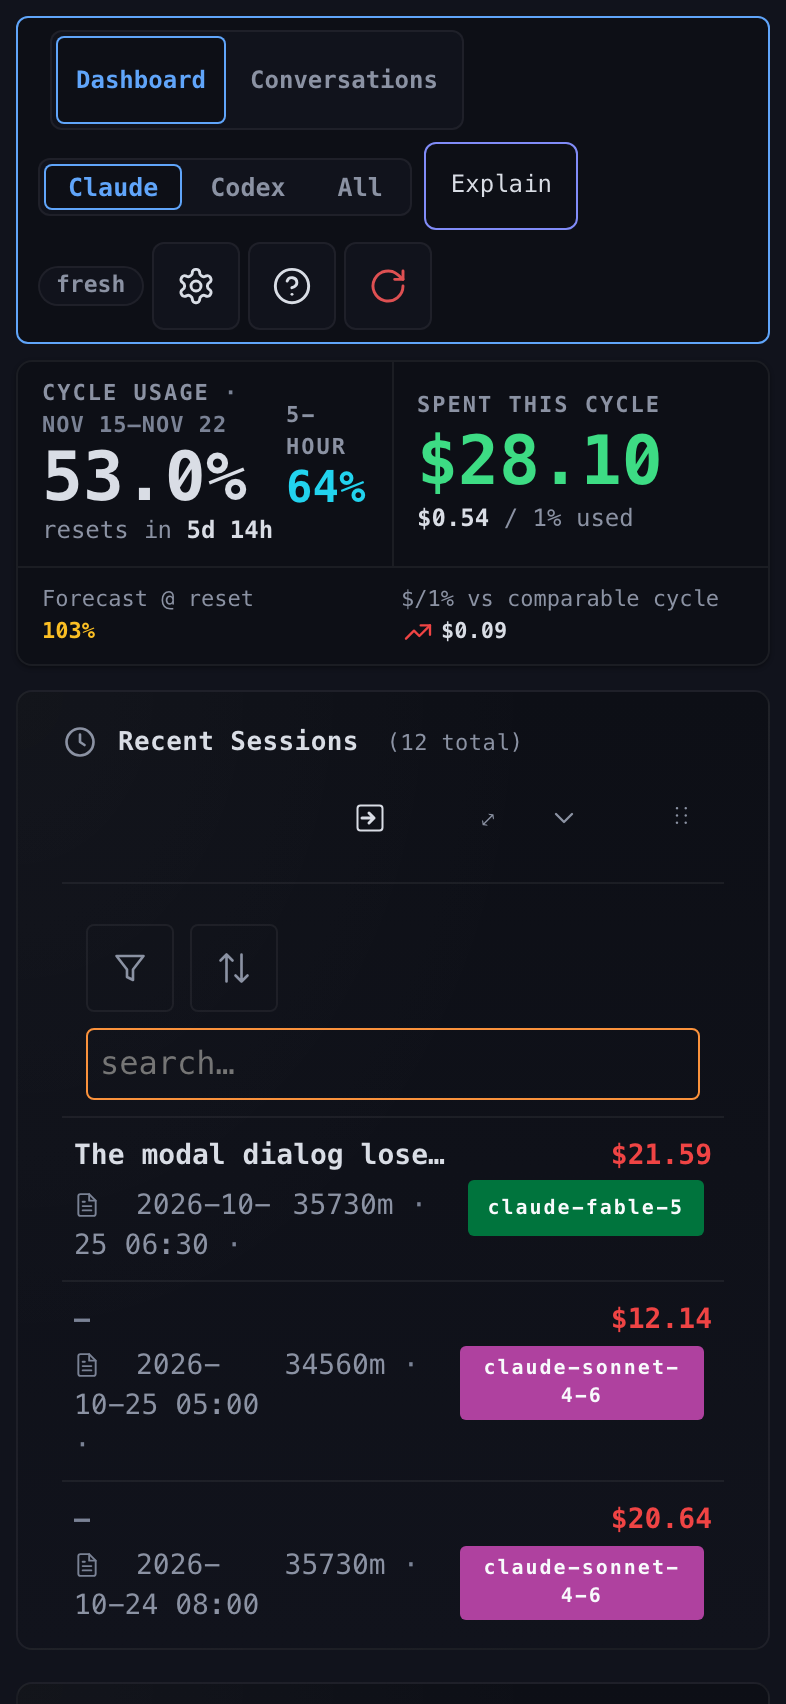 Dashboard Conversations
Claude Codex All Explain
fresh
CYCLE USAGE ·
NOV 15–NOV 22
53.0%
resets in 5d 14h
5-
HOUR
64%
SPENT THIS CYCLE
$28.10
$0.54 / 1% used
Forecast @ reset
103%
$/1% vs comparable cycle
$0.09
Recent Sessions (12 total)
search…
The modal dialog lose… $21.59
2026-10- 35730m · claude-fable-5
25 06:30 ·
— $12.14
2026- 34560m · claude-sonnet-
10-25 05:00 4-6
·
— $20.64
2026- 35730m · claude-sonnet-
10-24 08:00 4-6